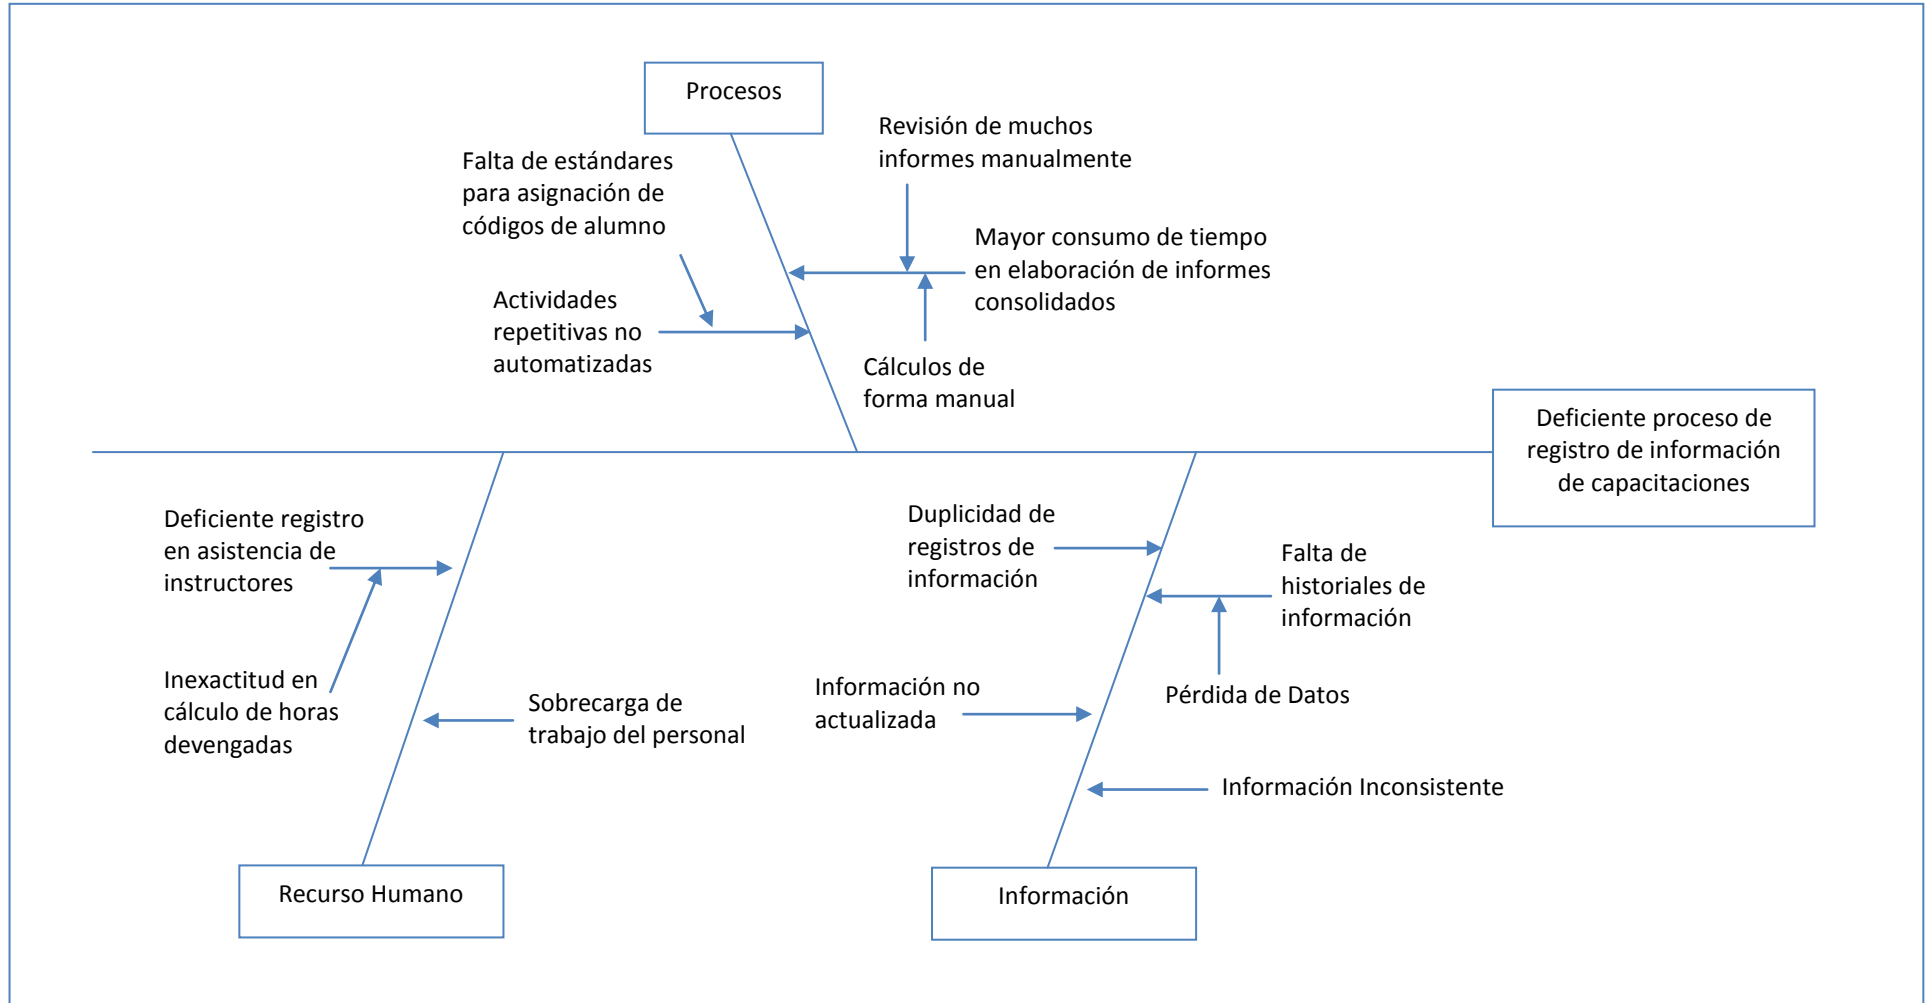 Procesos
Revisión de muchos
informes manualmente
Falta de estándares
para asignación de
códigos de alumno
Mayor consumo de tiempo
en elaboración de informes
consolidados
Actividades
repetitivas no
automatizadas
Cálculos de
forma manual
Deficiente proceso de
registro de información
de capacitaciones
Deficiente registro
en asistencia de
instructores
Duplicidad de
registros de
información
Falta de
historiales de
información
Inexactitud en
cálculo de horas
devengadas
Sobrecarga de
trabajo del personal
Información no
actualizada
Pérdida de Datos
Información Inconsistente
Recurso Humano
Información